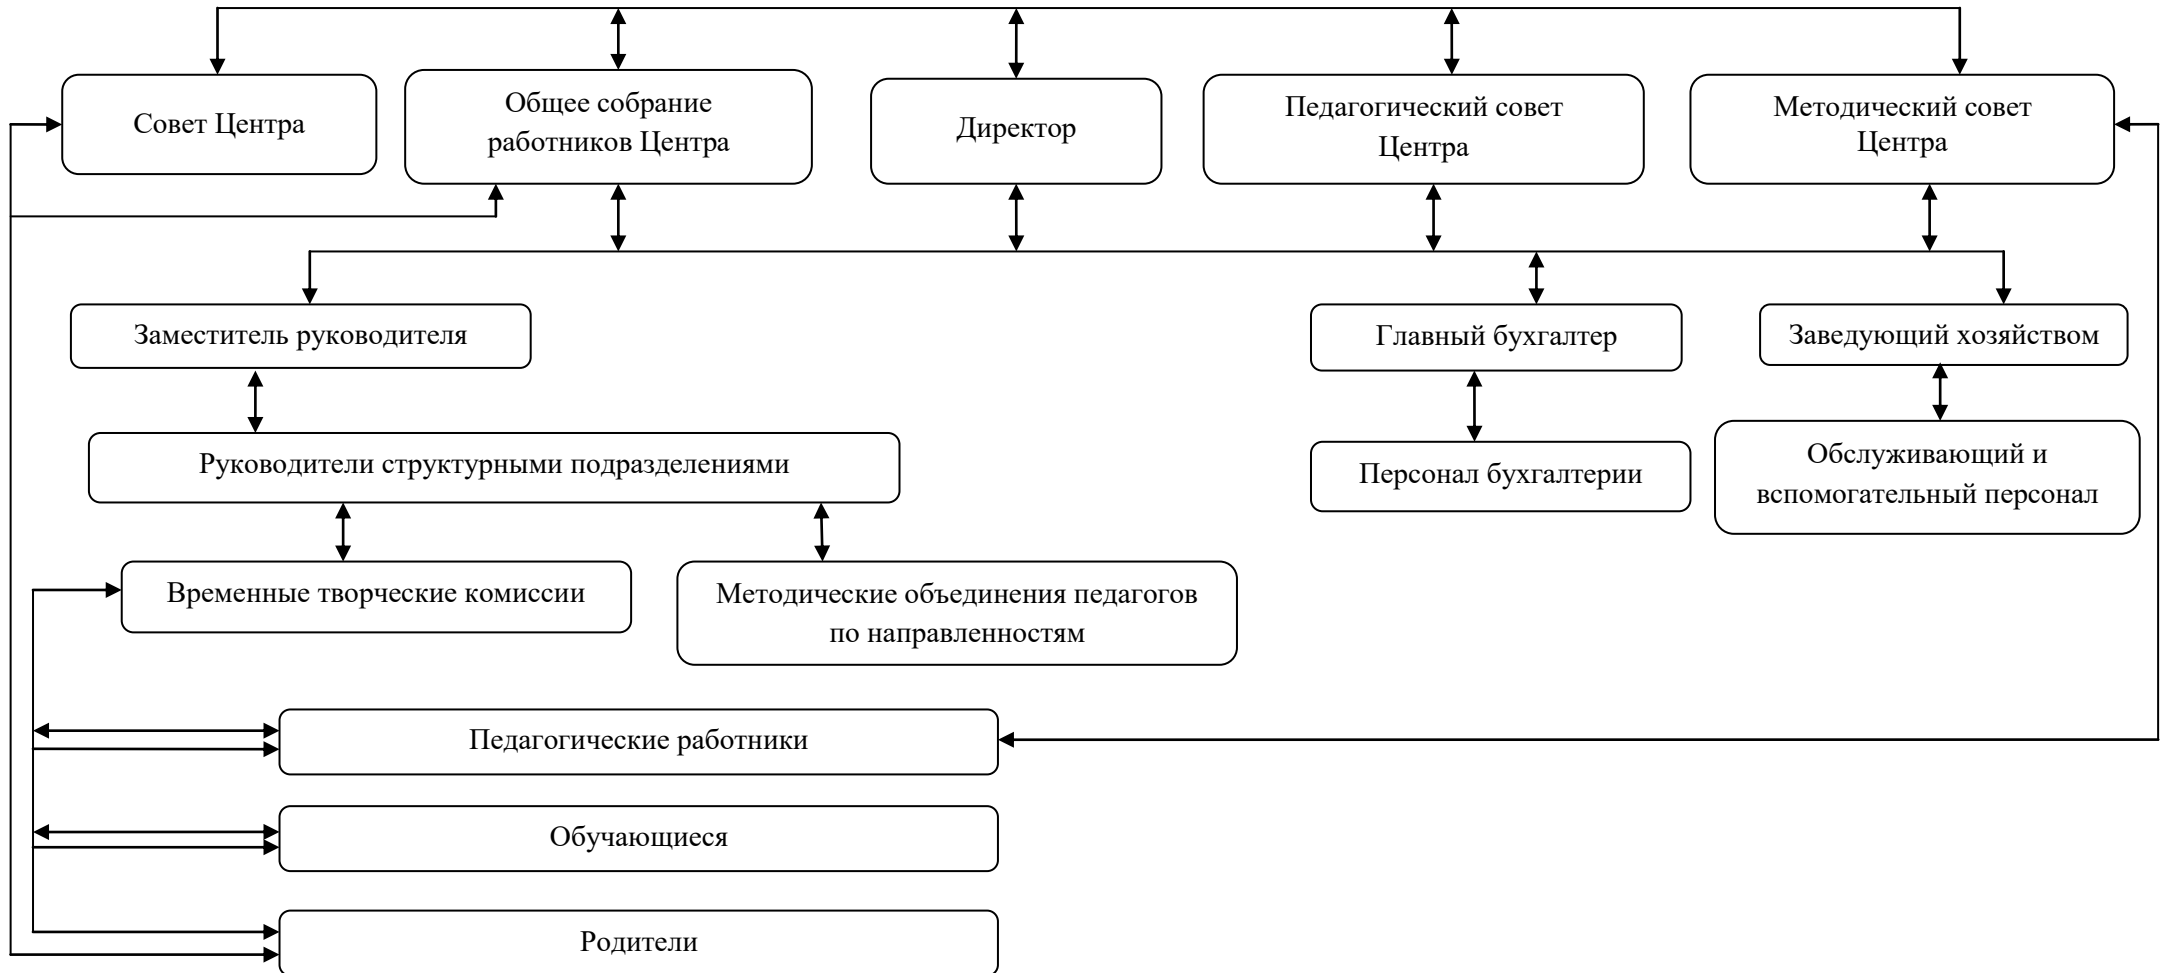 Совет Центра
Общее собрание
работников Центра
Директор
Педагогический совет
Центра
Методический совет
Центра
Заместитель руководителя
Главный бухгалтер
Заведующий хозяйством
Руководители структурными подразделениями
Персонал бухгалтерии
Обслуживающий и
вспомогательный персонал
Временные творческие комиссии
Методические объединения педагогов
по направленностям
Педагогические работники
Обучающиеся
Родители